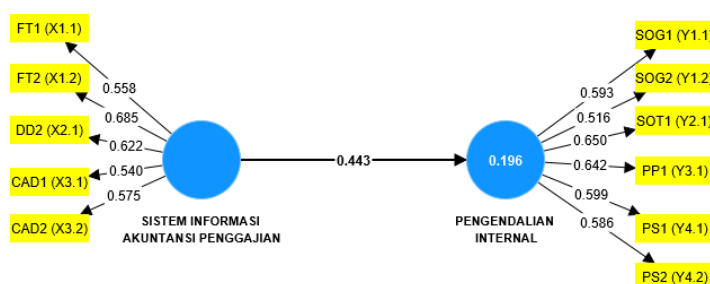 FT1 (X1.1)
FT2 (X1.2)
DD2 (X2.1)
CAD1 (X3.1)
CAD2 (X3.2)
0.558
0.685
0.622
0.540
0.575
SISTEM INFORMASI
AKUNTANSI PENGGAJIAN
0.443
0.196
PENGENDALIAN
INTERNAL
0.593
0.516
0.650
0.642
0.599
0.586
SOG1 (Y1.1)
SOG2 (Y1.2)
SOT1 (Y2.1)
PP1 (Y3.1)
PS1 (Y4.1)
PS2 (Y4.2)